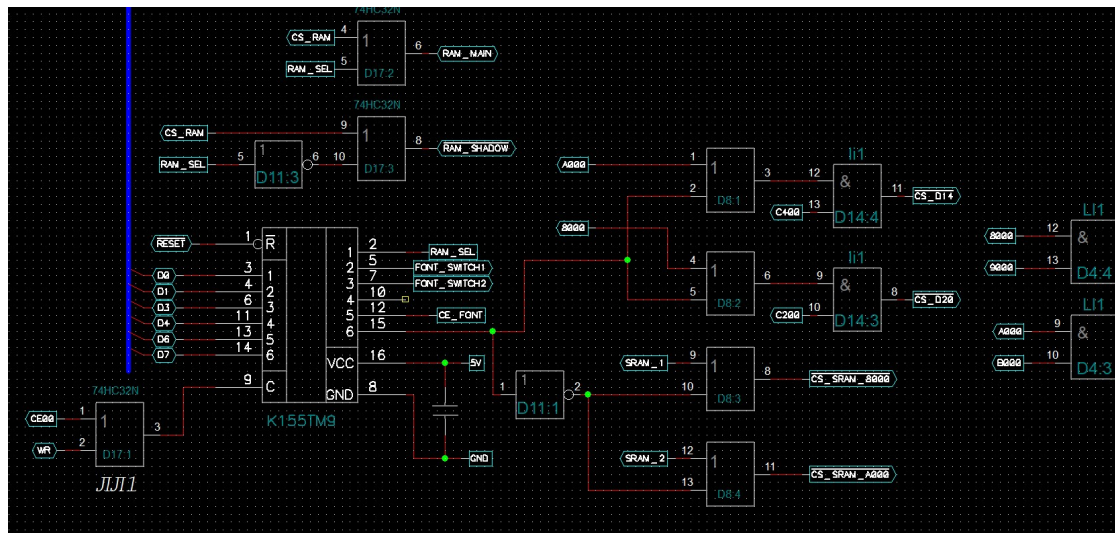 74HC32N
CS_RAM 4 1 6 RAM_MAIN
RAM_SEL 5 D17:2
74HC32N
CS_RAM 9 1 8 RAM_SHADOW
RAM_SEL 5 1 6 10 D17:3
D11:3
A000 1 1 3 12 li1
2 D8:1 & 11 CS_D14
C400 13 D14:4
RESET 1 R
D0 3 1 1 2 RAM_SEL
D1 4 2 2 5 FONT_SWITCH1
D3 6 3 3 7 FONT_SWITCH2
D4 11 4 4 10
D6 13 5 5 12 CE_FONT
D7 14 6 6 15
VCC 16 5V
9 C GND 8 GND
K155TM9
74HC32N
CE00 1 1 3
WR 2 D17:1
ЛЛ1
8000 4 1 6 9 li1
5 D8:2 & 8 CS_D20
C200 10 D14:3
SRAM_1 9 1 8 CS_SRAM_8000
1 1 2 10 D8:3
D11:1
SRAM_2 12 1 11 CS_SRAM_A000
13 D8:4
LI1
8000 12 &
9000 13 D4:4
LI1
A000 9 &
B000 10 D4:3